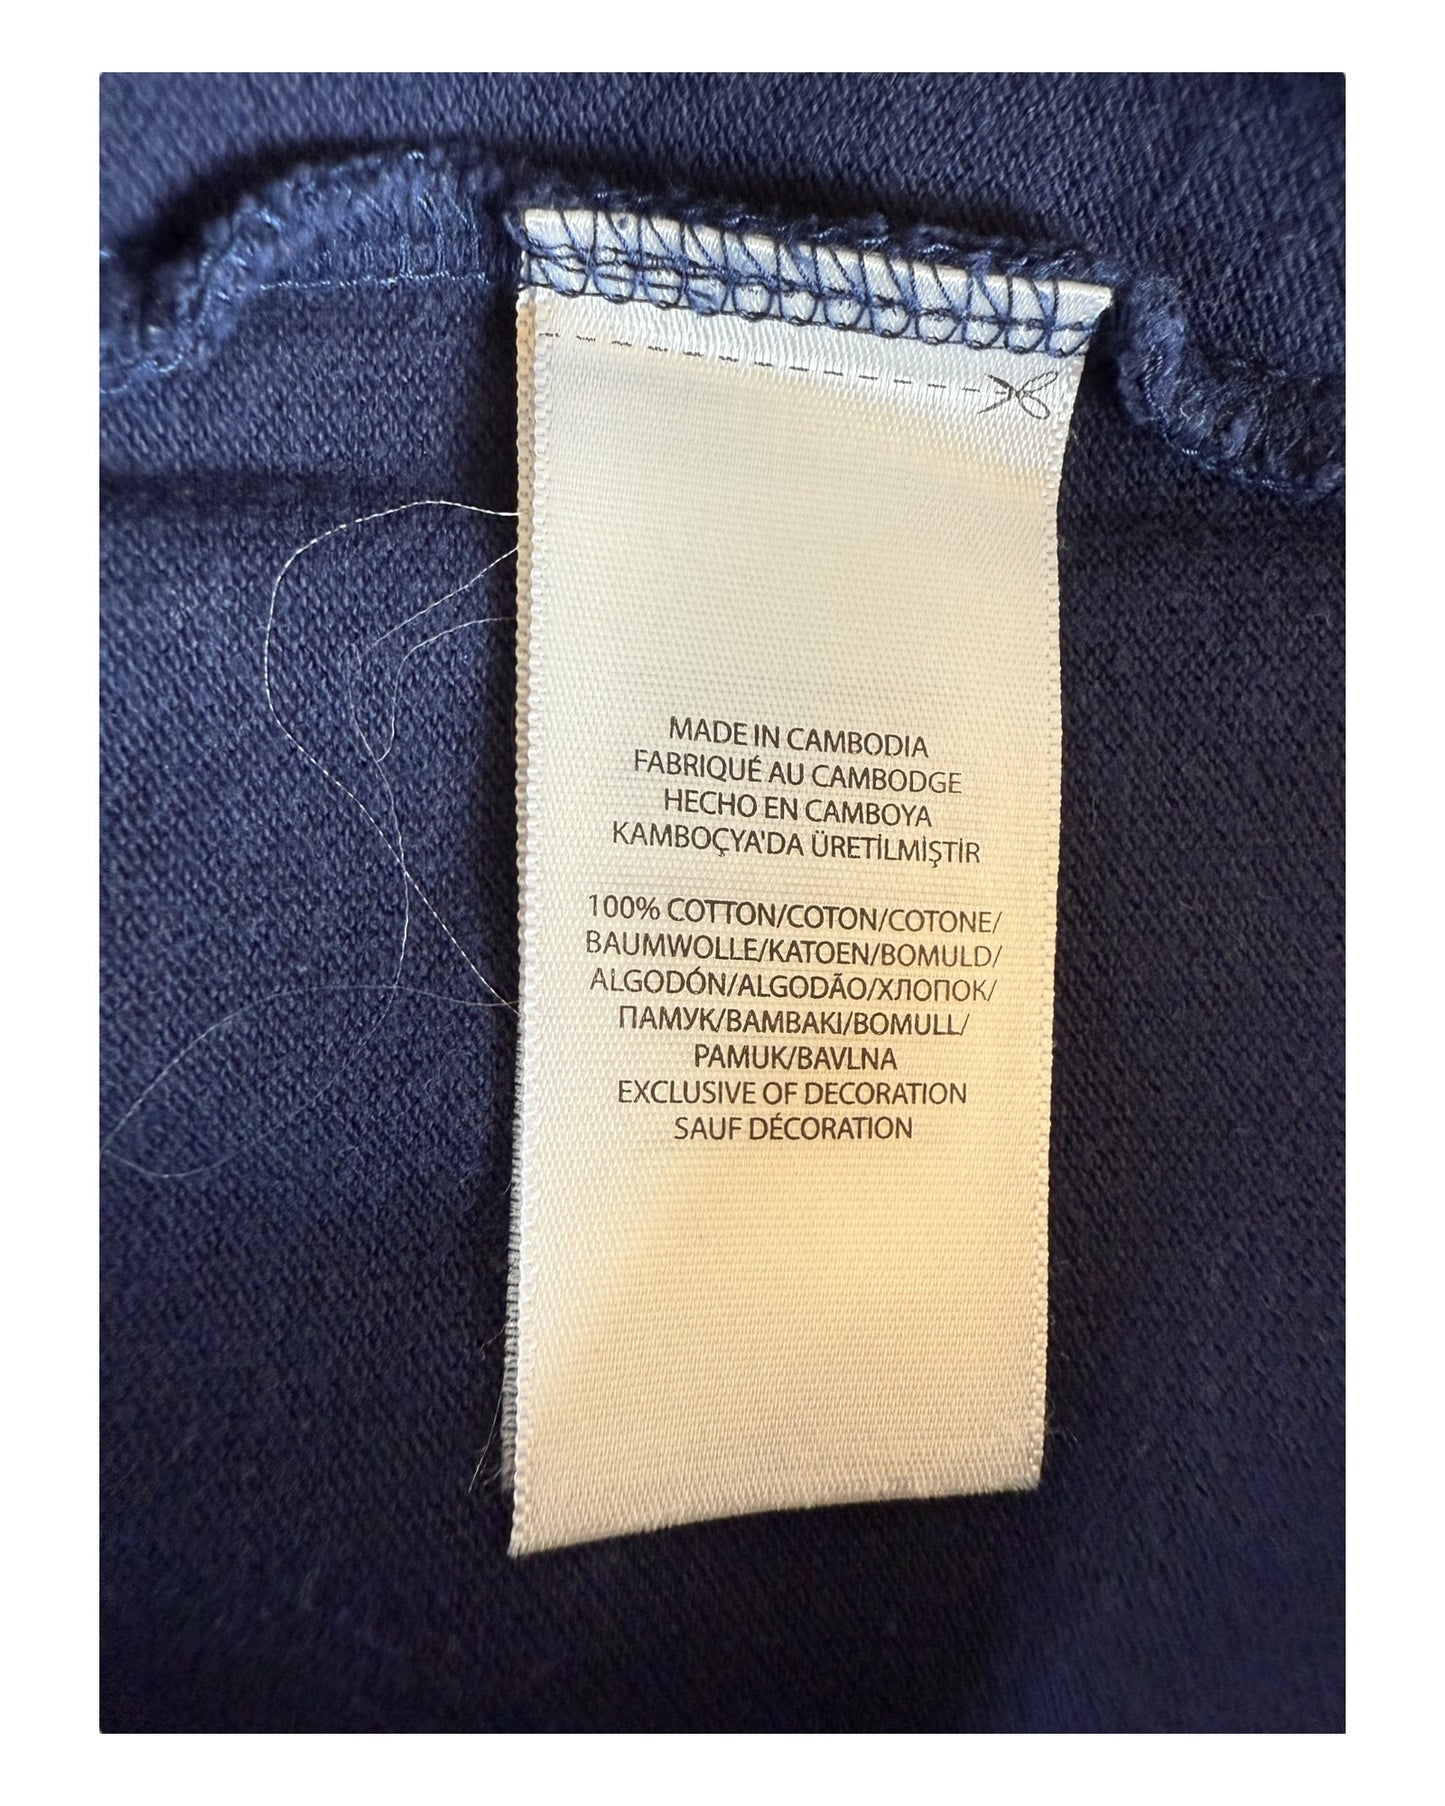 MADE IN CAMBODIA
FABRIQUÉ AU CAMBODGE
HECHO EN CAMBOYA
KAMBOÇYA'DA ÜRETİLMİŞTİR
100% COTTON/COTON/COTONE/
BAUMWOLLE/KATOEN/BOMULD/
ALGODÓN/ALGODÃO/ХЛОПОК/
ПАМУК/BAMBAKI/BOMULL/
PAMUK/BAVLNA
EXCLUSIVE OF DECORATION
SAUF DÉCORATION